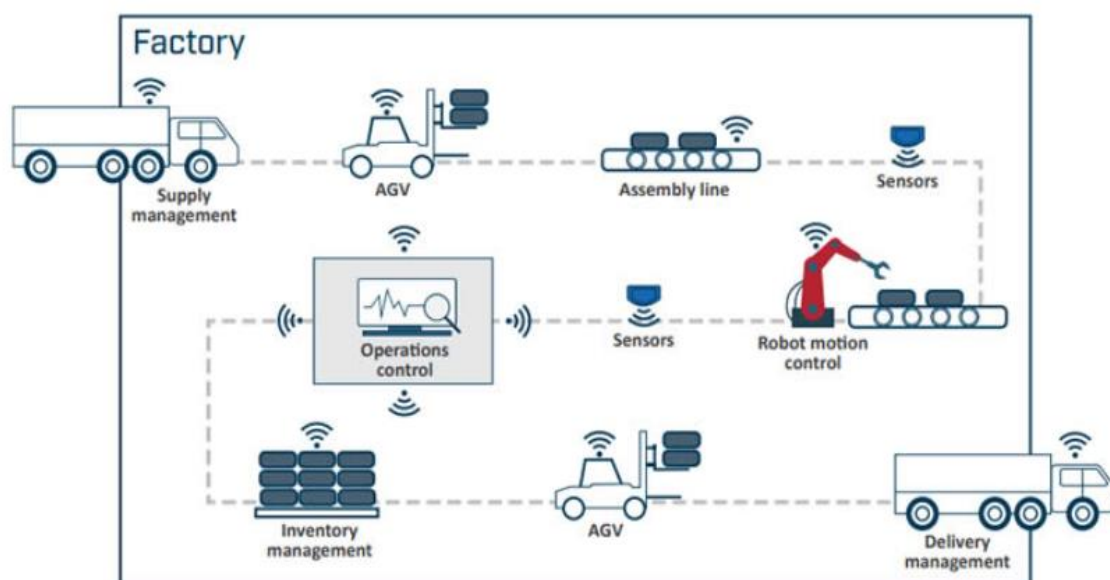 Factory
Supply
management
AGV
Assembly line
Sensors
Operations
control
Sensors
Robot motion
control
Inventory
management
AGV
Delivery
management